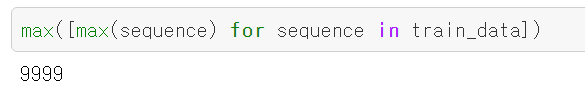 max([max(sequence) for sequence in train_data])
9999